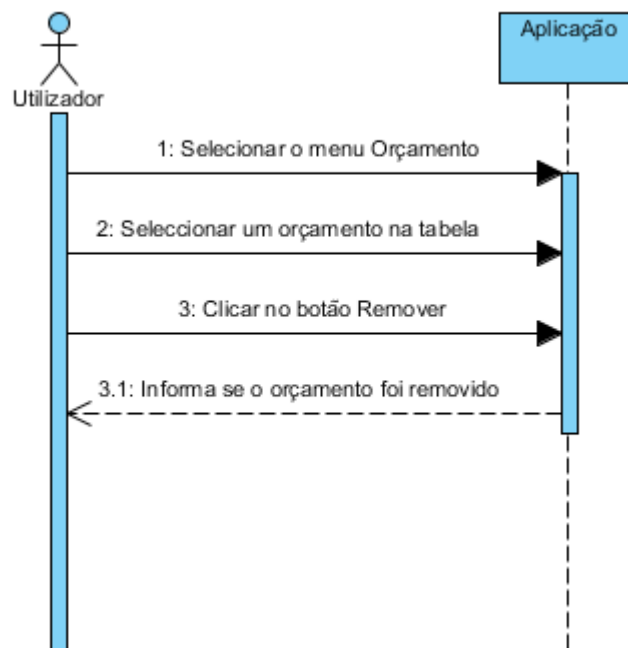 Utilizador
Aplicação
1: Selecionar o menu Orçamento
2: Seleccionar um orçamento na tabela
3: Clicar no botão Remover
3.1: Informa se o orçamento foi removido